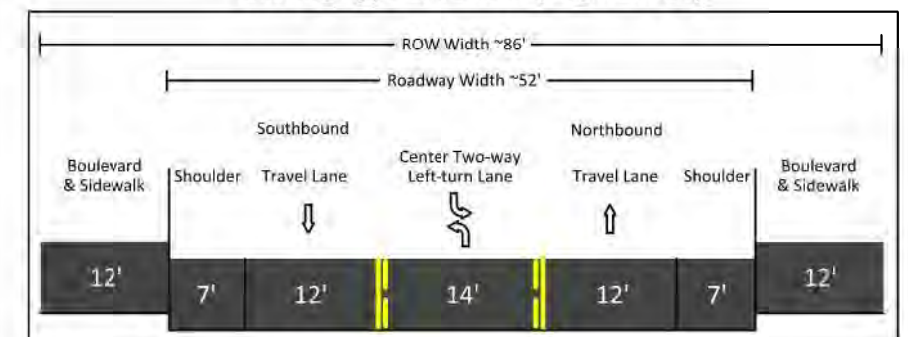 ROW Width ~86'
Roadway Width ~52'
Southbound
Northbound
Boulevard
& Sidewalk
Shoulder
Travel Lane
Center Two-way
Left-turn Lane
Travel Lane
Shoulder
Boulevard
& Sidewalk
12'
7'
12'
14'
12'
7'
12'